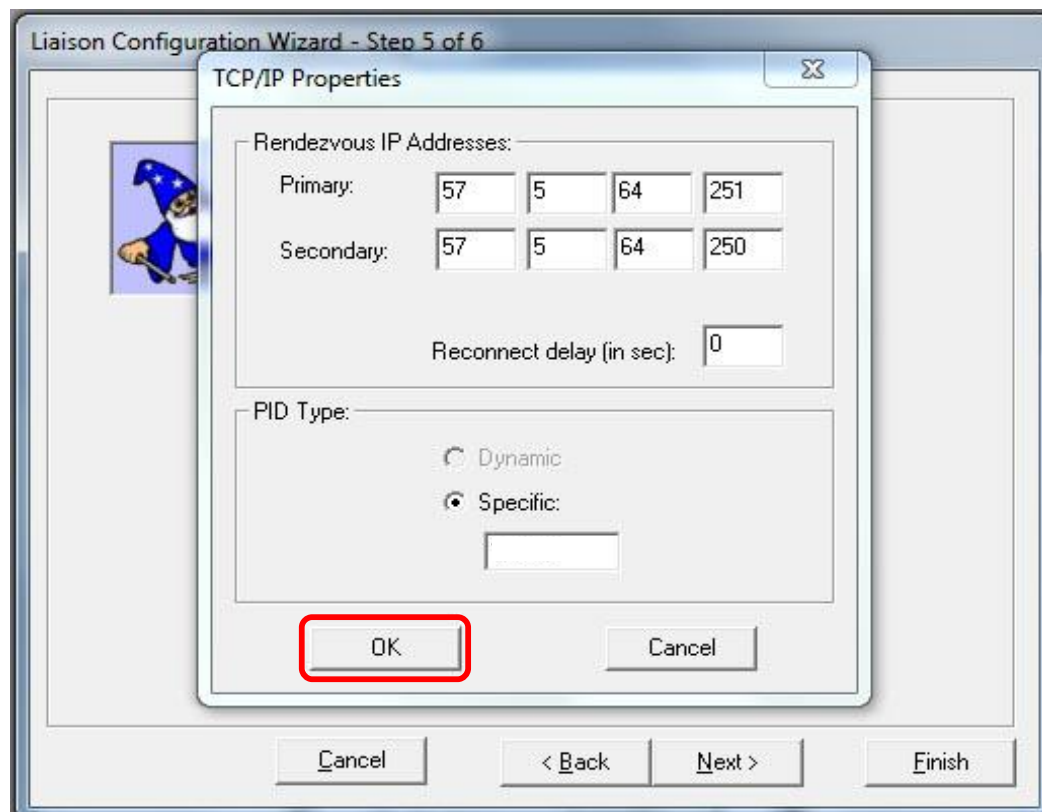 Liaison Configuration Wizard - Step 5 of 6
TCP/IP Properties
Rendezvous IP Addresses:
Primary: 57 5 64 251
Secondary: 57 5 64 250
Reconnect delay (in sec): 0
PID Type:
Dynamic
Specific:
OK Cancel
Cancel < Back Next > Finish